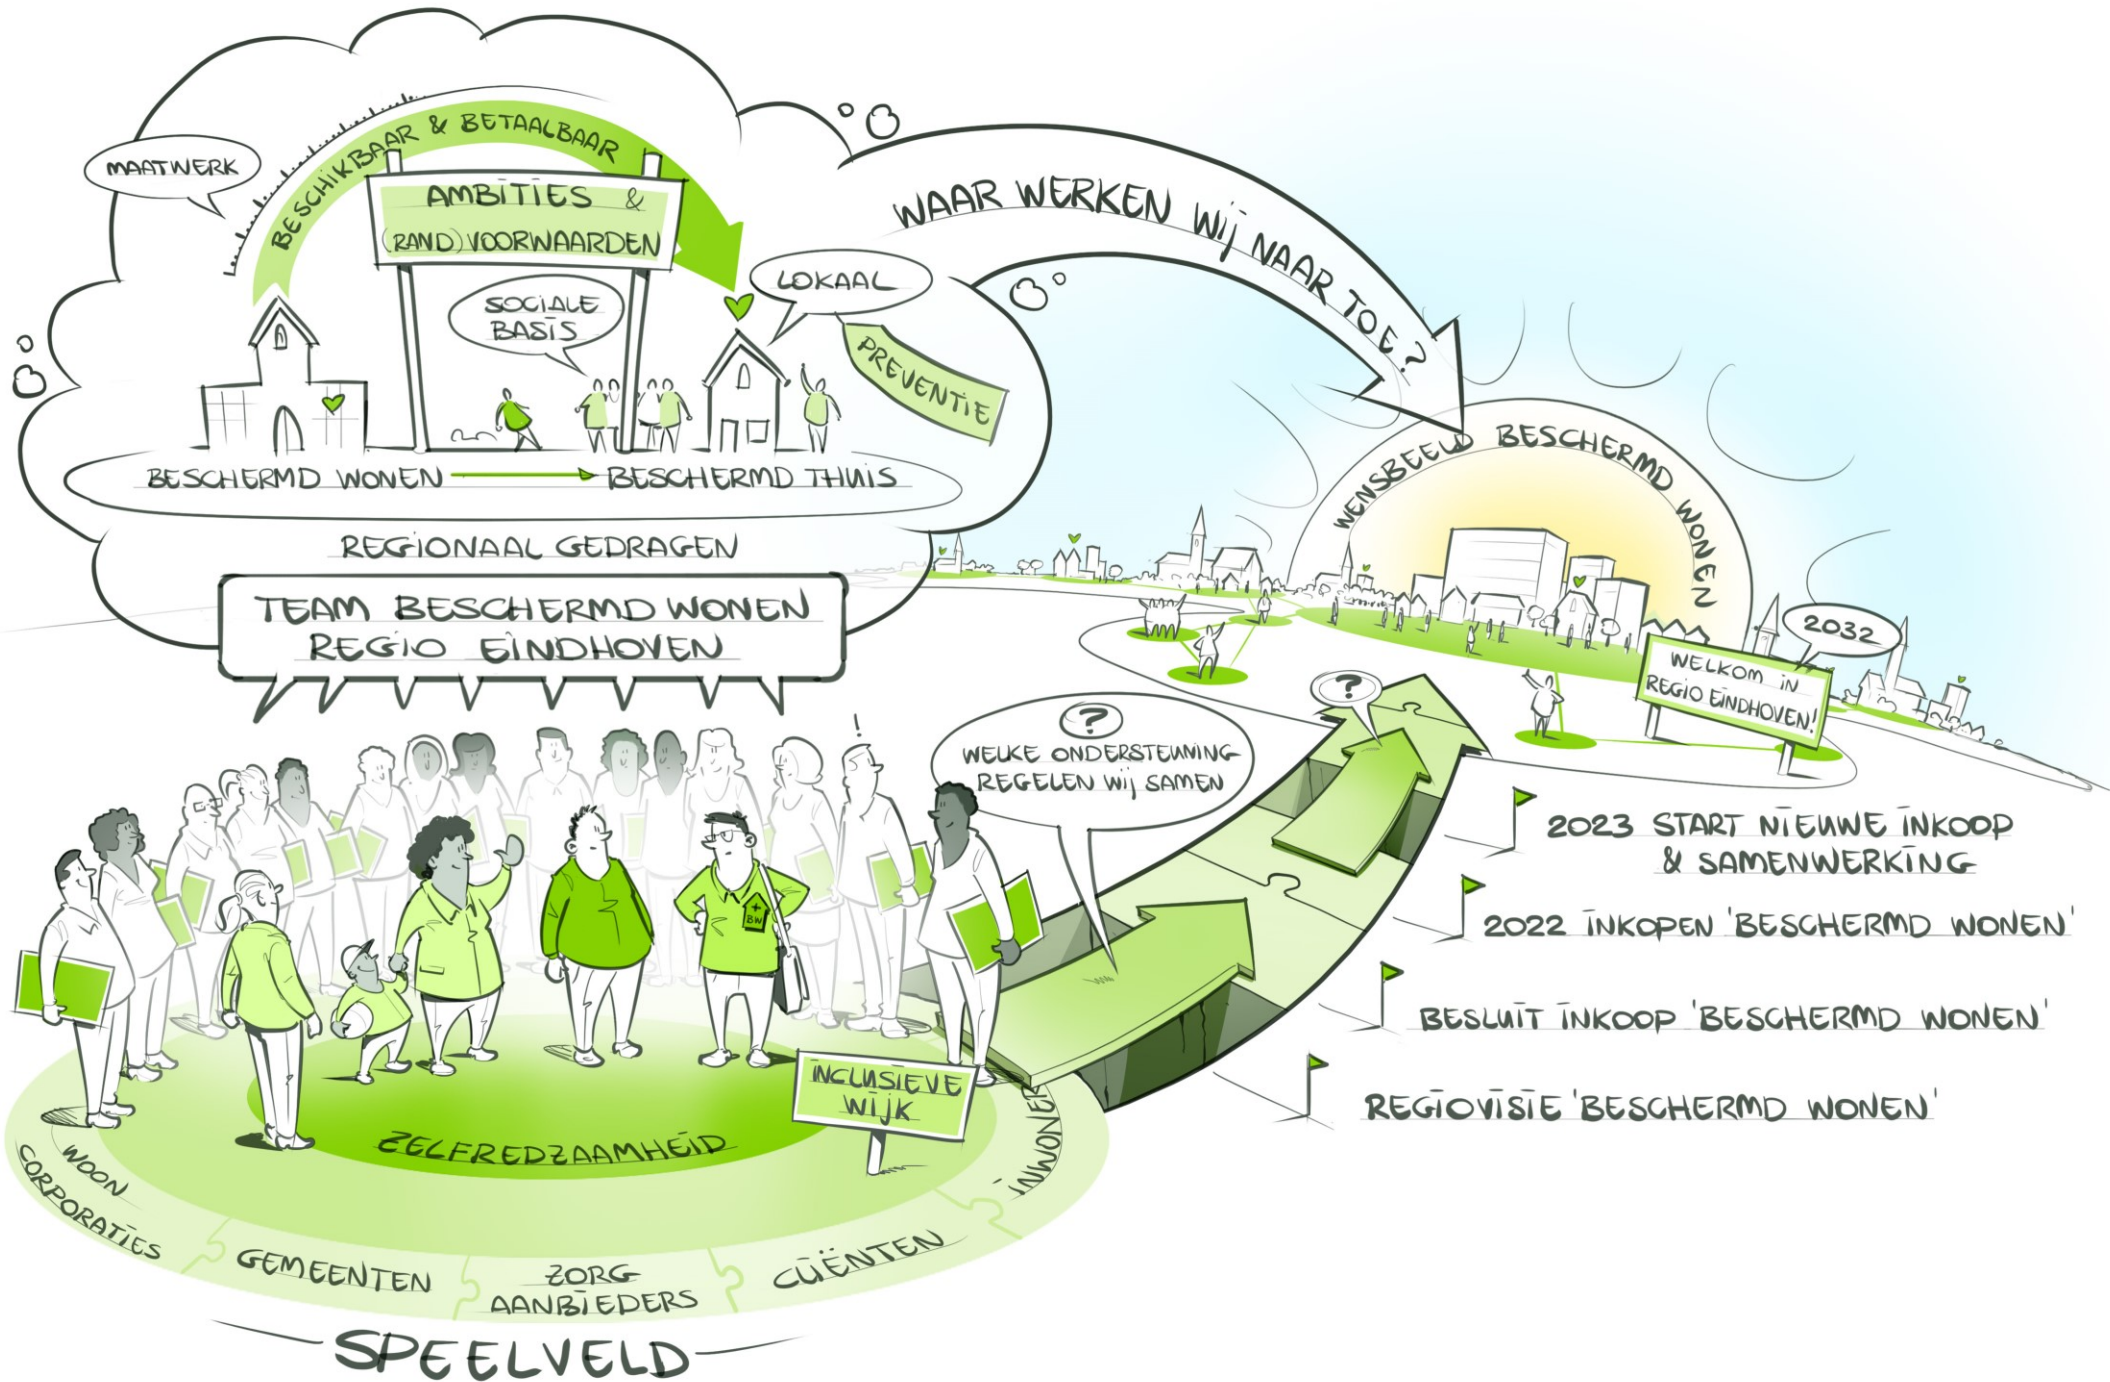 MAATWERK
BESCHIKBAAR & BETAALBAAR
AMBITIES &
(RAND)VOORWAARDEN
SOCIALE
BASIS
LOKAAL
PREVENTIE
BESCHERMD WONEN
BESCHERMD THUIS
REGIONAAL GEDRAGEN
TEAM BESCHERMD WONEN
REGIO EINDHOVEN
WAAR WERKEN WIJ NAAR TOE?
WENSBEELD BESCHERMD WONEN
2032
WELKOM IN
REGIO EINDHOVEN!
?
?
WELKE ONDERSTEUNING
REGELEN WIJ SAMEN
!
2023 START NIEUWE INKOOP
& SAMENWERKING
2022 INKOPEN 'BESCHERMD WONEN'
BESLUIT INKOOP 'BESCHERMD WONEN'
REGIOVISIE 'BESCHERMD WONEN'
+
BW
INCLUSIEVE
WIJK
ZELFREDZAAMHEID
WOON
CORPORATIES
GEMEENTEN
ZORG
AANBIEDERS
CLIËNTEN
INWONER
SPEELVELD